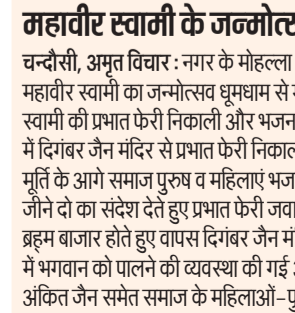 महावीर स्वामी के जन्मोत्स
चन्दौसी, अमृत विचार : नगर के मोहल्ला
महावीर स्वामी का जन्मोत्सव धूमधाम से
स्वामी की प्रभात फेरी निकाली और भजन
में दिगंबर जैन मंदिर से प्रभात फेरी निकाल
मूर्ति के आगे समाज पुरुष व महिलाएं भज
जीने दो का संदेश देते हुए प्रभात फेरी जवा
ब्रह्म बाजार होते हुए वापस दिगंबर जैन
में भगवान को पालने की व्यवस्था की गई
अंकित जैन समेत समाज के महिलाओं-पु